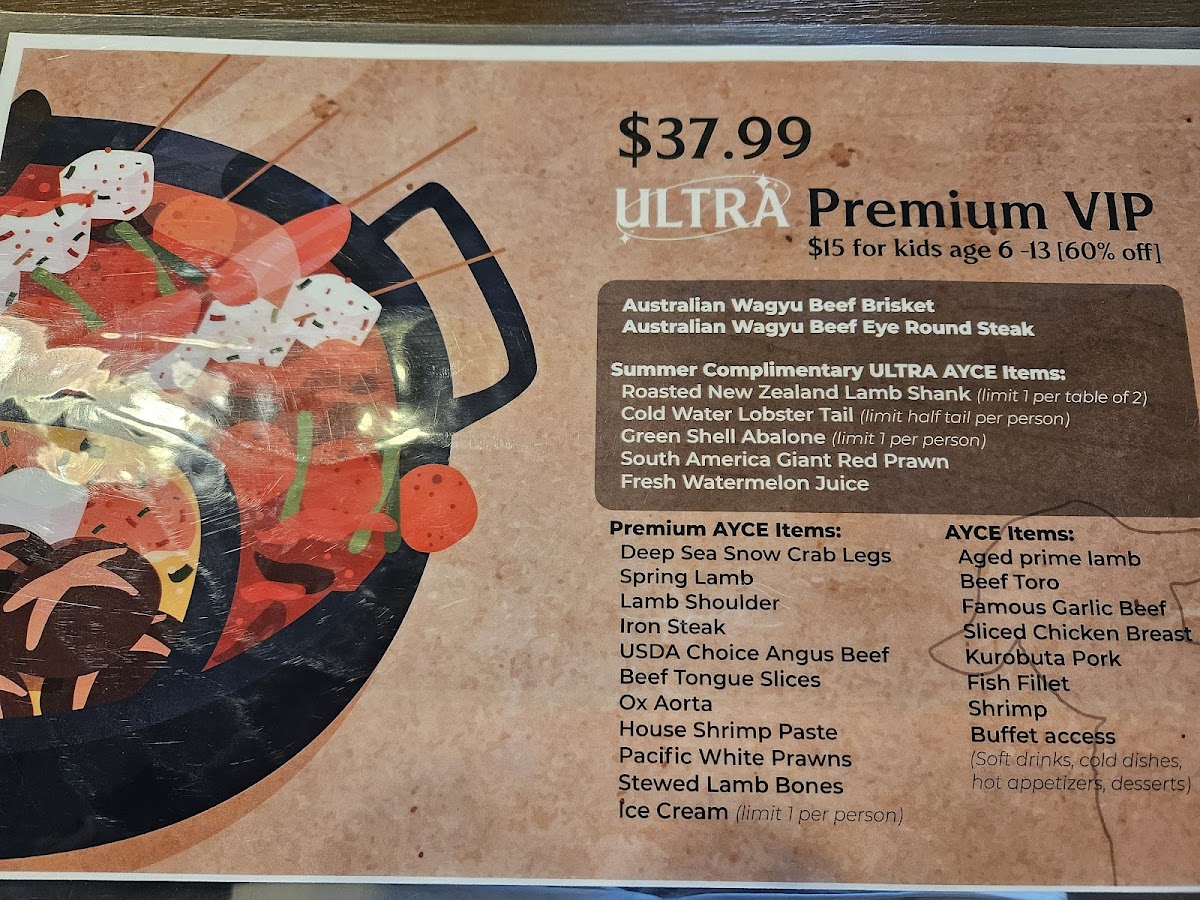 $37.99
ULTRA Premium VIP
$15 for kids age 6 -13 [60% off]
Australian Wagyu Beef Brisket
Australian Wagyu Beef Eye Round Steak
Summer Complimentary ULTRA AYCE Items:
Roasted New Zealand Lamb Shank (limit 1 per table of 2)
Cold Water Lobster Tail (limit half tail per person)
Green Shell Abalone (limit 1 per person)
South America Giant Red Prawn
Fresh Watermelon Juice
Premium AYCE Items:
Deep Sea Snow Crab Legs
Spring Lamb
Lamb Shoulder
Iron Steak
USDA Choice Angus Beef
Beef Tongue Slices
Ox Aorta
House Shrimp Paste
Pacific White Prawns
Stewed Lamb Bones
Ice Cream (limit 1 per person)
AYCE Items:
Aged prime lamb
Beef Toro
Famous Garlic Beef
Sliced Chicken Breast
Kurobuta Pork
Fish Fillet
Shrimp
Buffet access
(Soft drinks, cold dishes,
hot appetizers, desserts)